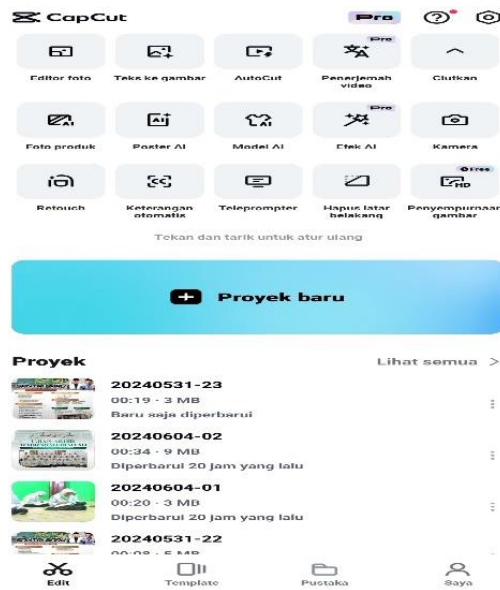 CapCut
Pro
Pro
Editor foto
Teks ke gambar
AutoCut
Penerjemah
video
Ciutkan
Pro
Foto produk
Poster AI
Model AI
Efek AI
Kamera
Free
Retouch
Keterangan
otomatis
Teleprompter
Hapus latar
belakang
Penyempurnaan
gambar
Tekan dan tarik untuk atur ulang
Proyek baru
Proyek
Lihat semua >
20240531-23
00:19 - 3 MB
Baru saja diperbarui
20240604-02
00:34 - 9 MB
Diperbarui 20 jam yang lalu
20240604-01
00:20 - 3 MB
Diperbarui 20 jam yang lalu
20240531-22
00:08 - 5 MB
Edit
Template
Pustaka
Saya